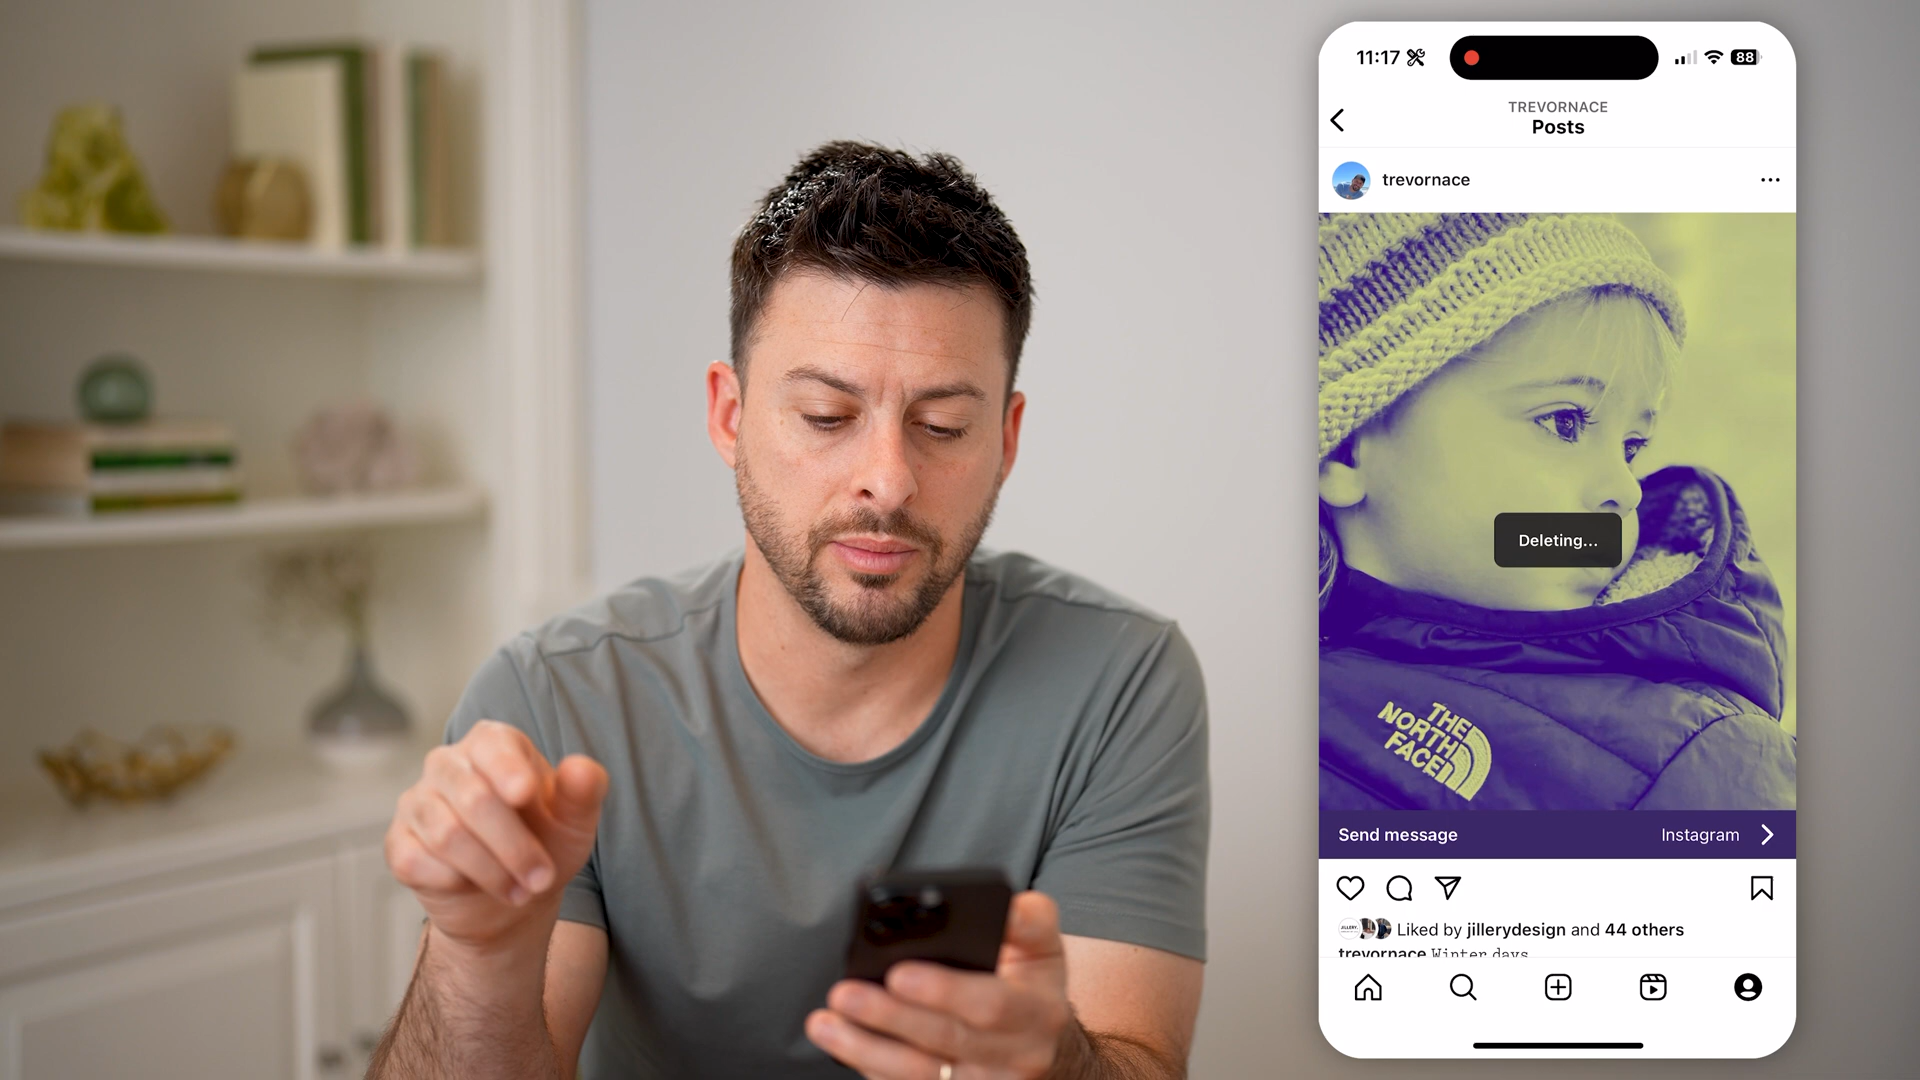 11:17
88
TREVORNACE
Posts
trevornace
THE
NORTH
FACE
Deleting...
Send message
Instagram
Liked by jillerydesign and 44 others
trevornace Winter days